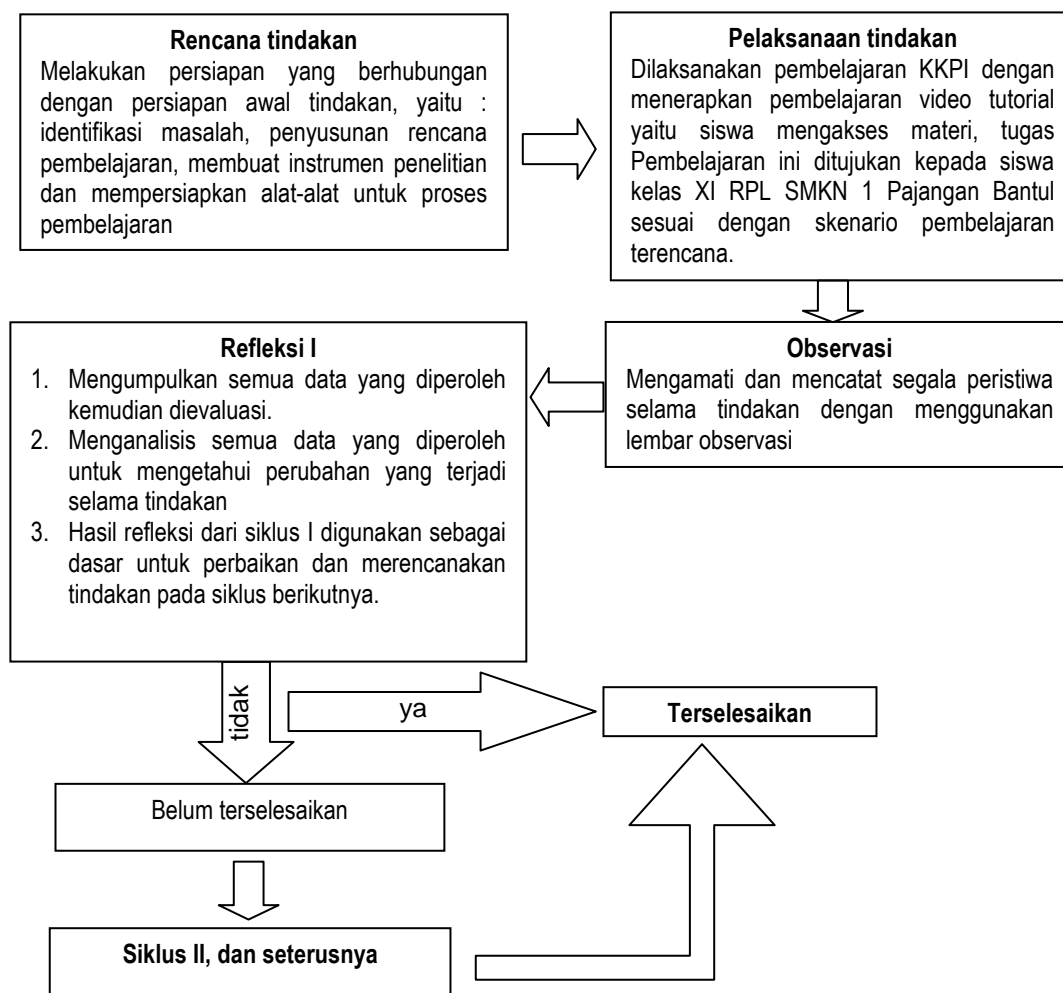 Rencana tindakan
Melakukan persiapan yang berhubungan
dengan persiapan awal tindakan, yaitu :
identifikasi masalah, penyusunan rencana
pembelajaran, membuat instrumen penelitian
dan mempersiapkan alat-alat untuk proses
pembelajaran
Pelaksanaan tindakan
Dilaksanakan pembelajaran KKPI dengan
menerapkan pembelajaran video tutorial
yaitu siswa mengakses materi, tugas
Pembelajaran ini ditujukan kepada siswa
kelas XI RPL SMKN 1 Pajangan Bantul
sesuai dengan skenario pembelajaran
terencana.
Observasi
Mengamati dan mencatat segala peristiwa
selama tindakan dengan menggunakan
lembar observasi
Refleksi I
1. Mengumpulkan semua data yang diperoleh
kemudian dievaluasi.
2. Menganalisis semua data yang diperoleh
untuk mengetahui perubahan yang terjadi
selama tindakan
3. Hasil refleksi dari siklus I digunakan sebagai
dasar untuk perbaikan dan merencanakan
tindakan pada siklus berikutnya.
tidak
ya
Terselesaikan
Belum terselesaikan
Siklus II, dan seterusnya